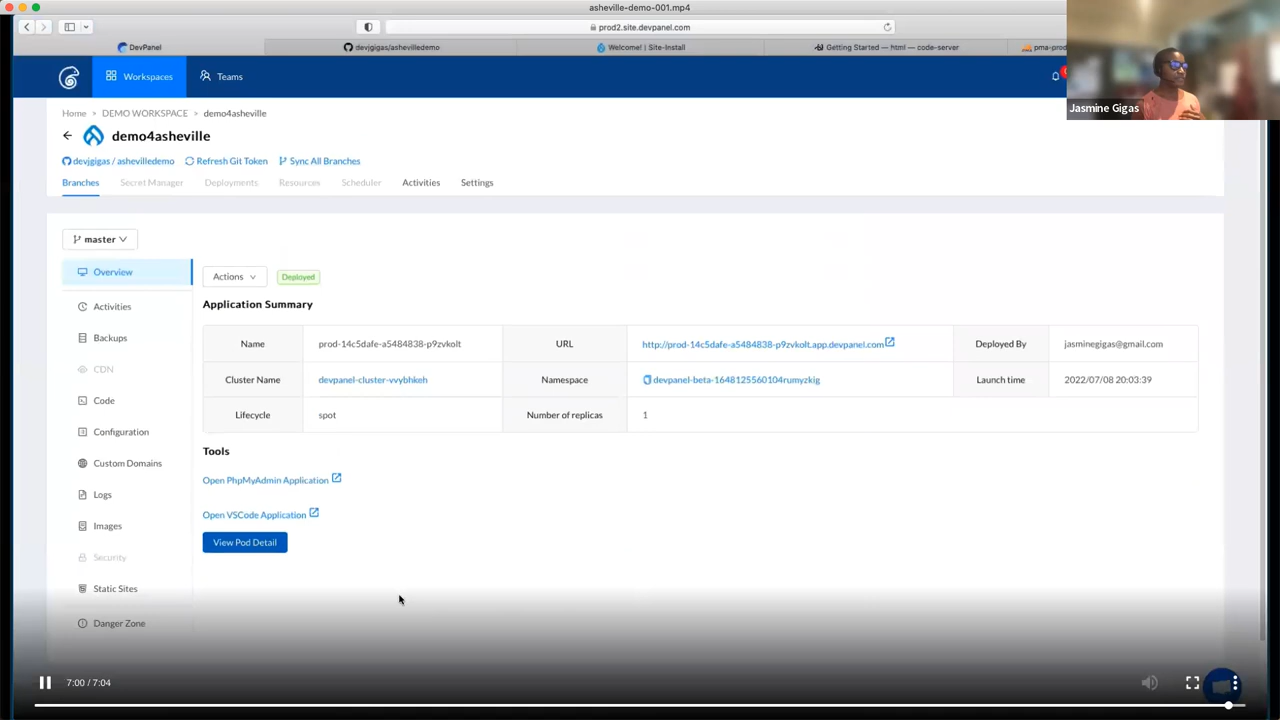 asheville-demo-001.mp4
prod2.site.devpanel.com
DevPanel
devjgigas/ashevilledemo
Welcome! | Site-Install
Getting Started — html — code-server
pma-prod
Workspaces
Teams
Jasmine Gigas
Home > DEMO WORKSPACE > demo4asheville
demo4asheville
devjgigas / ashevilledemo Refresh Git Token Sync All Branches
Branches Secret Manager Deployments Resources Scheduler Activities Settings
master
Overview
Activities
Backups
CDN
Code
Configuration
Custom Domains
Logs
Images
Security
Static Sites
Danger Zone
Actions Deployed
Application Summary
Name prod-14c5dafe-a5484838-p9zvkolt URL http://prod-14c5dafe-a5484838-p9zvkolt.app.devpanel.com Deployed By jasminegigas@gmail.com
Cluster Name devpanel-cluster-vvybhkeh Namespace devpanel-beta-1648125560104rumyzkig Launch time 2022/07/08 20:03:39
Lifecycle spot Number of replicas 1
Tools
Open PhpMyAdmin Application
Open VSCode Application
View Pod Detail
7:00 / 7:04